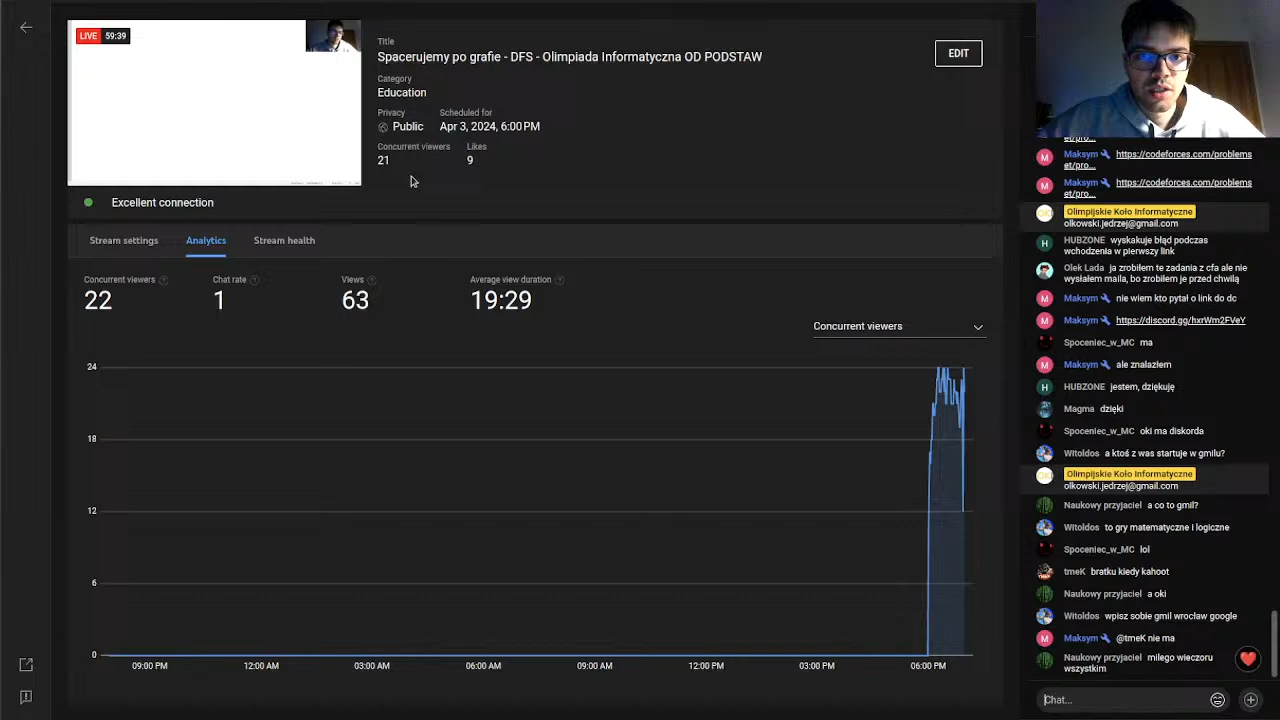 LIVE 59:39
Title
Spacerujemy po grafie - DFS - Olimpiada Informatyczna OD PODSTAW
EDIT
Category
Education
Privacy
Scheduled for
Public
Apr 3, 2024, 6:00 PM
Concurrent viewers
Likes
21
9
Excellent connection
Stream settings
Analytics
Stream health
Concurrent viewers
Chat rate
Views
Average view duration
22
1
63
19:29
Concurrent viewers
24
18
12
6
0
09:00 PM
12:00 AM
03:00 AM
06:00 AM
09:00 AM
12:00 PM
03:00 PM
06:00 PM
et/pro...
M Maksym https://codeforces.com/problems
et/pro...
M Maksym https://codeforces.com/problems
et/pro...
Olimpijskie Koło Informatyczne
olkowski.jedrzej@gmail.com
H HUBZONE wyskakuje błąd podczas
wchodzenia w pierwszy link
Olek Lada ja zrobiłem te zadania z cfa ale nie
wysłałem maila, bo zrobiłem je przed chwilą
M Maksym nie wiem kto pytał o link do dc
M Maksym https://discord.gg/hxrWm2FVeY
Spoceniec_w_MC ma
M Maksym ale znalazłem
H HUBZONE jestem, dziękuję
Magma dzięki
Spoceniec_w_MC oki ma diskorda
Witoldos a ktoś z was startuje w gmilu?
Olimpijskie Koło Informatyczne
olkowski.jedrzej@gmail.com
Naukowy przyjaciel a co to gmil?
Witoldos to gry matematyczne i logiczne
Spoceniec_w_MC lol
tmeK bratku kiedy kahoot
Naukowy przyjaciel a oki
Witoldos wpisz sobie gmil wrocław google
M Maksym @tmeK nie ma
Naukowy przyjaciel milego wieczoru
wszystkim
Chat...